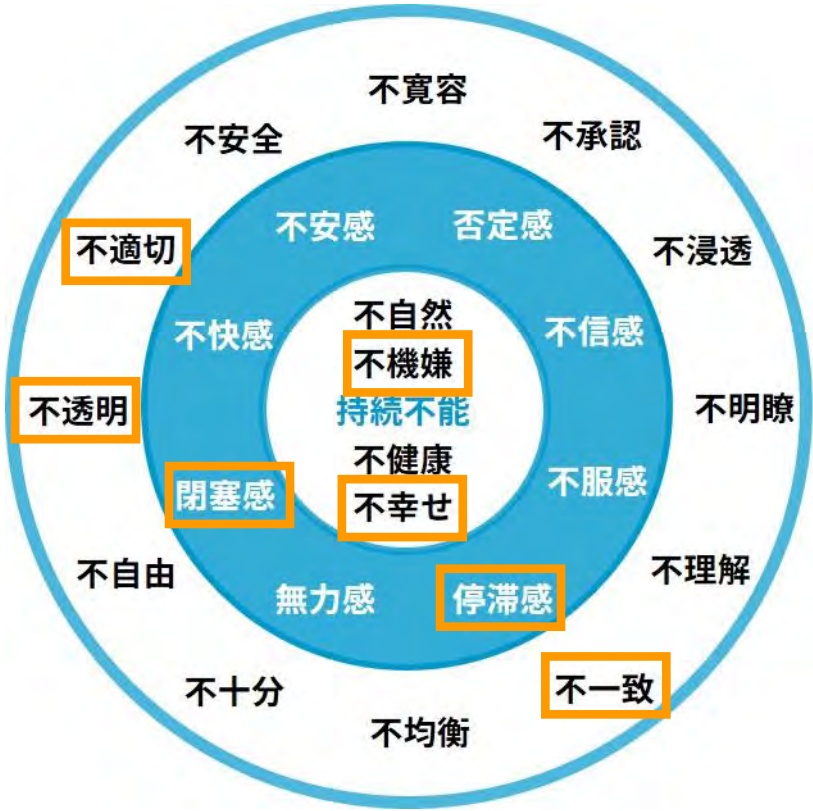 不寛容
不安全
不承認
不適切
不安感
否定感
不浸透
不快感
不自然
不信感
不機嫌
不透明
持続不能
不明瞭
不健康
閉塞感
不幸せ
不服感
不自由
無力感
停滞感
不理解
不十分
不一致
不均衡